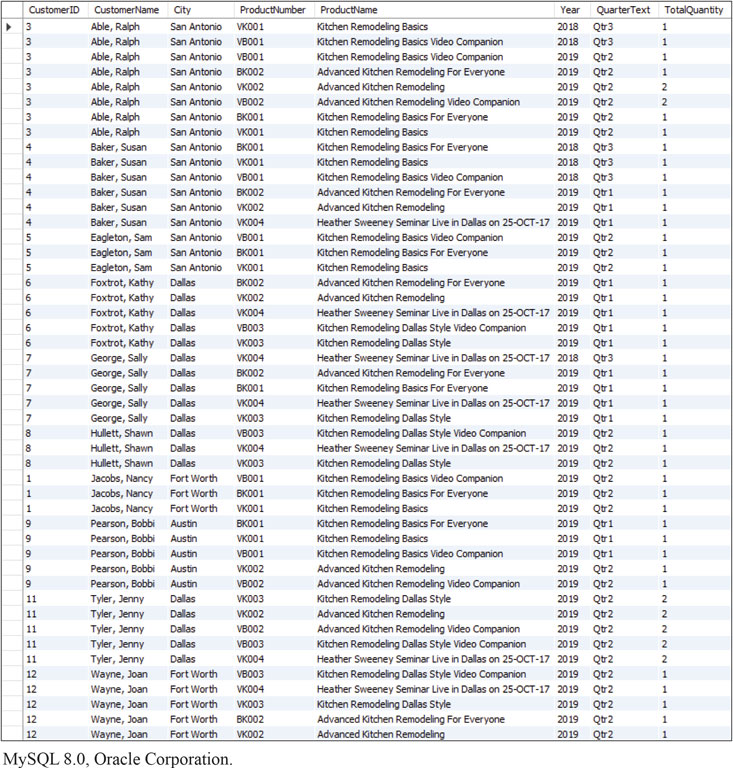 CustomerID CustomerName City ProductNumber ProductName Year QuarterText TotalQuantity
3 Able, Ralph San Antonio VK001 Kitchen Remodeling Basics 2018 Qtr3 1
3 Able, Ralph San Antonio VB001 Kitchen Remodeling Basics Video Companion 2018 Qtr3 1
3 Able, Ralph San Antonio VB001 Kitchen Remodeling Basics Video Companion 2019 Qtr2 1
3 Able, Ralph San Antonio BK002 Advanced Kitchen Remodeling For Everyone 2019 Qtr2 1
3 Able, Ralph San Antonio VK002 Advanced Kitchen Remodeling 2019 Qtr2 2
3 Able, Ralph San Antonio VB002 Advanced Kitchen Remodeling Video Companion 2019 Qtr2 2
3 Able, Ralph San Antonio BK001 Kitchen Remodeling Basics For Everyone 2019 Qtr2 1
3 Able, Ralph San Antonio VK001 Kitchen Remodeling Basics 2019 Qtr2 1
4 Baker, Susan San Antonio BK001 Kitchen Remodeling Basics For Everyone 2018 Qtr3 1
4 Baker, Susan San Antonio VK001 Kitchen Remodeling Basics 2018 Qtr3 1
4 Baker, Susan San Antonio VB001 Kitchen Remodeling Basics Video Companion 2018 Qtr3 1
4 Baker, Susan San Antonio BK002 Advanced Kitchen Remodeling For Everyone 2019 Qtr1 1
4 Baker, Susan San Antonio VK002 Advanced Kitchen Remodeling 2019 Qtr1 1
4 Baker, Susan San Antonio VK004 Heather Sweeney Seminar Live in Dallas on 25-OCT-17 2019 Qtr1 1
5 Eagleton, Sam San Antonio VB001 Kitchen Remodeling Basics Video Companion 2019 Qtr2 1
5 Eagleton, Sam San Antonio BK001 Kitchen Remodeling Basics For Everyone 2019 Qtr2 1
5 Eagleton, Sam San Antonio VK001 Kitchen Remodeling Basics 2019 Qtr2 1
6 Foxtrot, Kathy Dallas BK002 Advanced Kitchen Remodeling For Everyone 2019 Qtr1 1
6 Foxtrot, Kathy Dallas VK002 Advanced Kitchen Remodeling 2019 Qtr1 1
6 Foxtrot, Kathy Dallas VK004 Heather Sweeney Seminar Live in Dallas on 25-OCT-17 2019 Qtr1 1
6 Foxtrot, Kathy Dallas VB003 Kitchen Remodeling Dallas Style Video Companion 2019 Qtr1 1
6 Foxtrot, Kathy Dallas VK003 Kitchen Remodeling Dallas Style 2019 Qtr1 1
7 George, Sally Dallas VK004 Heather Sweeney Seminar Live in Dallas on 25-OCT-17 2018 Qtr3 1
7 George, Sally Dallas BK002 Advanced Kitchen Remodeling For Everyone 2019 Qtr1 1
7 George, Sally Dallas BK001 Kitchen Remodeling Basics For Everyone 2019 Qtr1 1
7 George, Sally Dallas VK004 Heather Sweeney Seminar Live in Dallas on 25-OCT-17 2019 Qtr1 1
7 George, Sally Dallas VK003 Kitchen Remodeling Dallas Style 2019 Qtr1 1
8 Hullett, Shawn Dallas VB003 Kitchen Remodeling Dallas Style Video Companion 2019 Qtr2 1
8 Hullett, Shawn Dallas VK004 Heather Sweeney Seminar Live in Dallas on 25-OCT-17 2019 Qtr2 1
8 Hullett, Shawn Dallas VK003 Kitchen Remodeling Dallas Style 2019 Qtr2 1
1 Jacobs, Nancy Fort Worth VB001 Kitchen Remodeling Basics Video Companion 2019 Qtr2 1
1 Jacobs, Nancy Fort Worth BK001 Kitchen Remodeling Basics For Everyone 2019 Qtr2 1
1 Jacobs, Nancy Fort Worth VK001 Kitchen Remodeling Basics 2019 Qtr2 1
9 Pearson, Bobbi Austin BK001 Kitchen Remodeling Basics For Everyone 2019 Qtr1 1
9 Pearson, Bobbi Austin VK001 Kitchen Remodeling Basics 2019 Qtr1 1
9 Pearson, Bobbi Austin VB001 Kitchen Remodeling Basics Video Companion 2019 Qtr1 1
9 Pearson, Bobbi Austin VK002 Advanced Kitchen Remodeling 2019 Qtr2 1
9 Pearson, Bobbi Austin VB002 Advanced Kitchen Remodeling Video Companion 2019 Qtr2 1
11 Tyler, Jenny Dallas VK003 Kitchen Remodeling Dallas Style 2019 Qtr2 2
11 Tyler, Jenny Dallas VK002 Advanced Kitchen Remodeling 2019 Qtr2 2
11 Tyler, Jenny Dallas VB002 Advanced Kitchen Remodeling Video Companion 2019 Qtr2 2
11 Tyler, Jenny Dallas VB003 Kitchen Remodeling Dallas Style Video Companion 2019 Qtr2 2
11 Tyler, Jenny Dallas VK004 Heather Sweeney Seminar Live in Dallas on 25-OCT-17 2019 Qtr2 2
12 Wayne, Joan Fort Worth VB003 Kitchen Remodeling Dallas Style Video Companion 2019 Qtr2 1
12 Wayne, Joan Fort Worth VK004 Heather Sweeney Seminar Live in Dallas on 25-OCT-17 2019 Qtr2 1
12 Wayne, Joan Fort Worth VK003 Kitchen Remodeling Dallas Style 2019 Qtr2 1
12 Wayne, Joan Fort Worth BK002 Advanced Kitchen Remodeling For Everyone 2019 Qtr2 1
12 Wayne, Joan Fort Worth VK002 Advanced Kitchen Remodeling 2019 Qtr2 1
MySQL 8.0, Oracle Corporation.